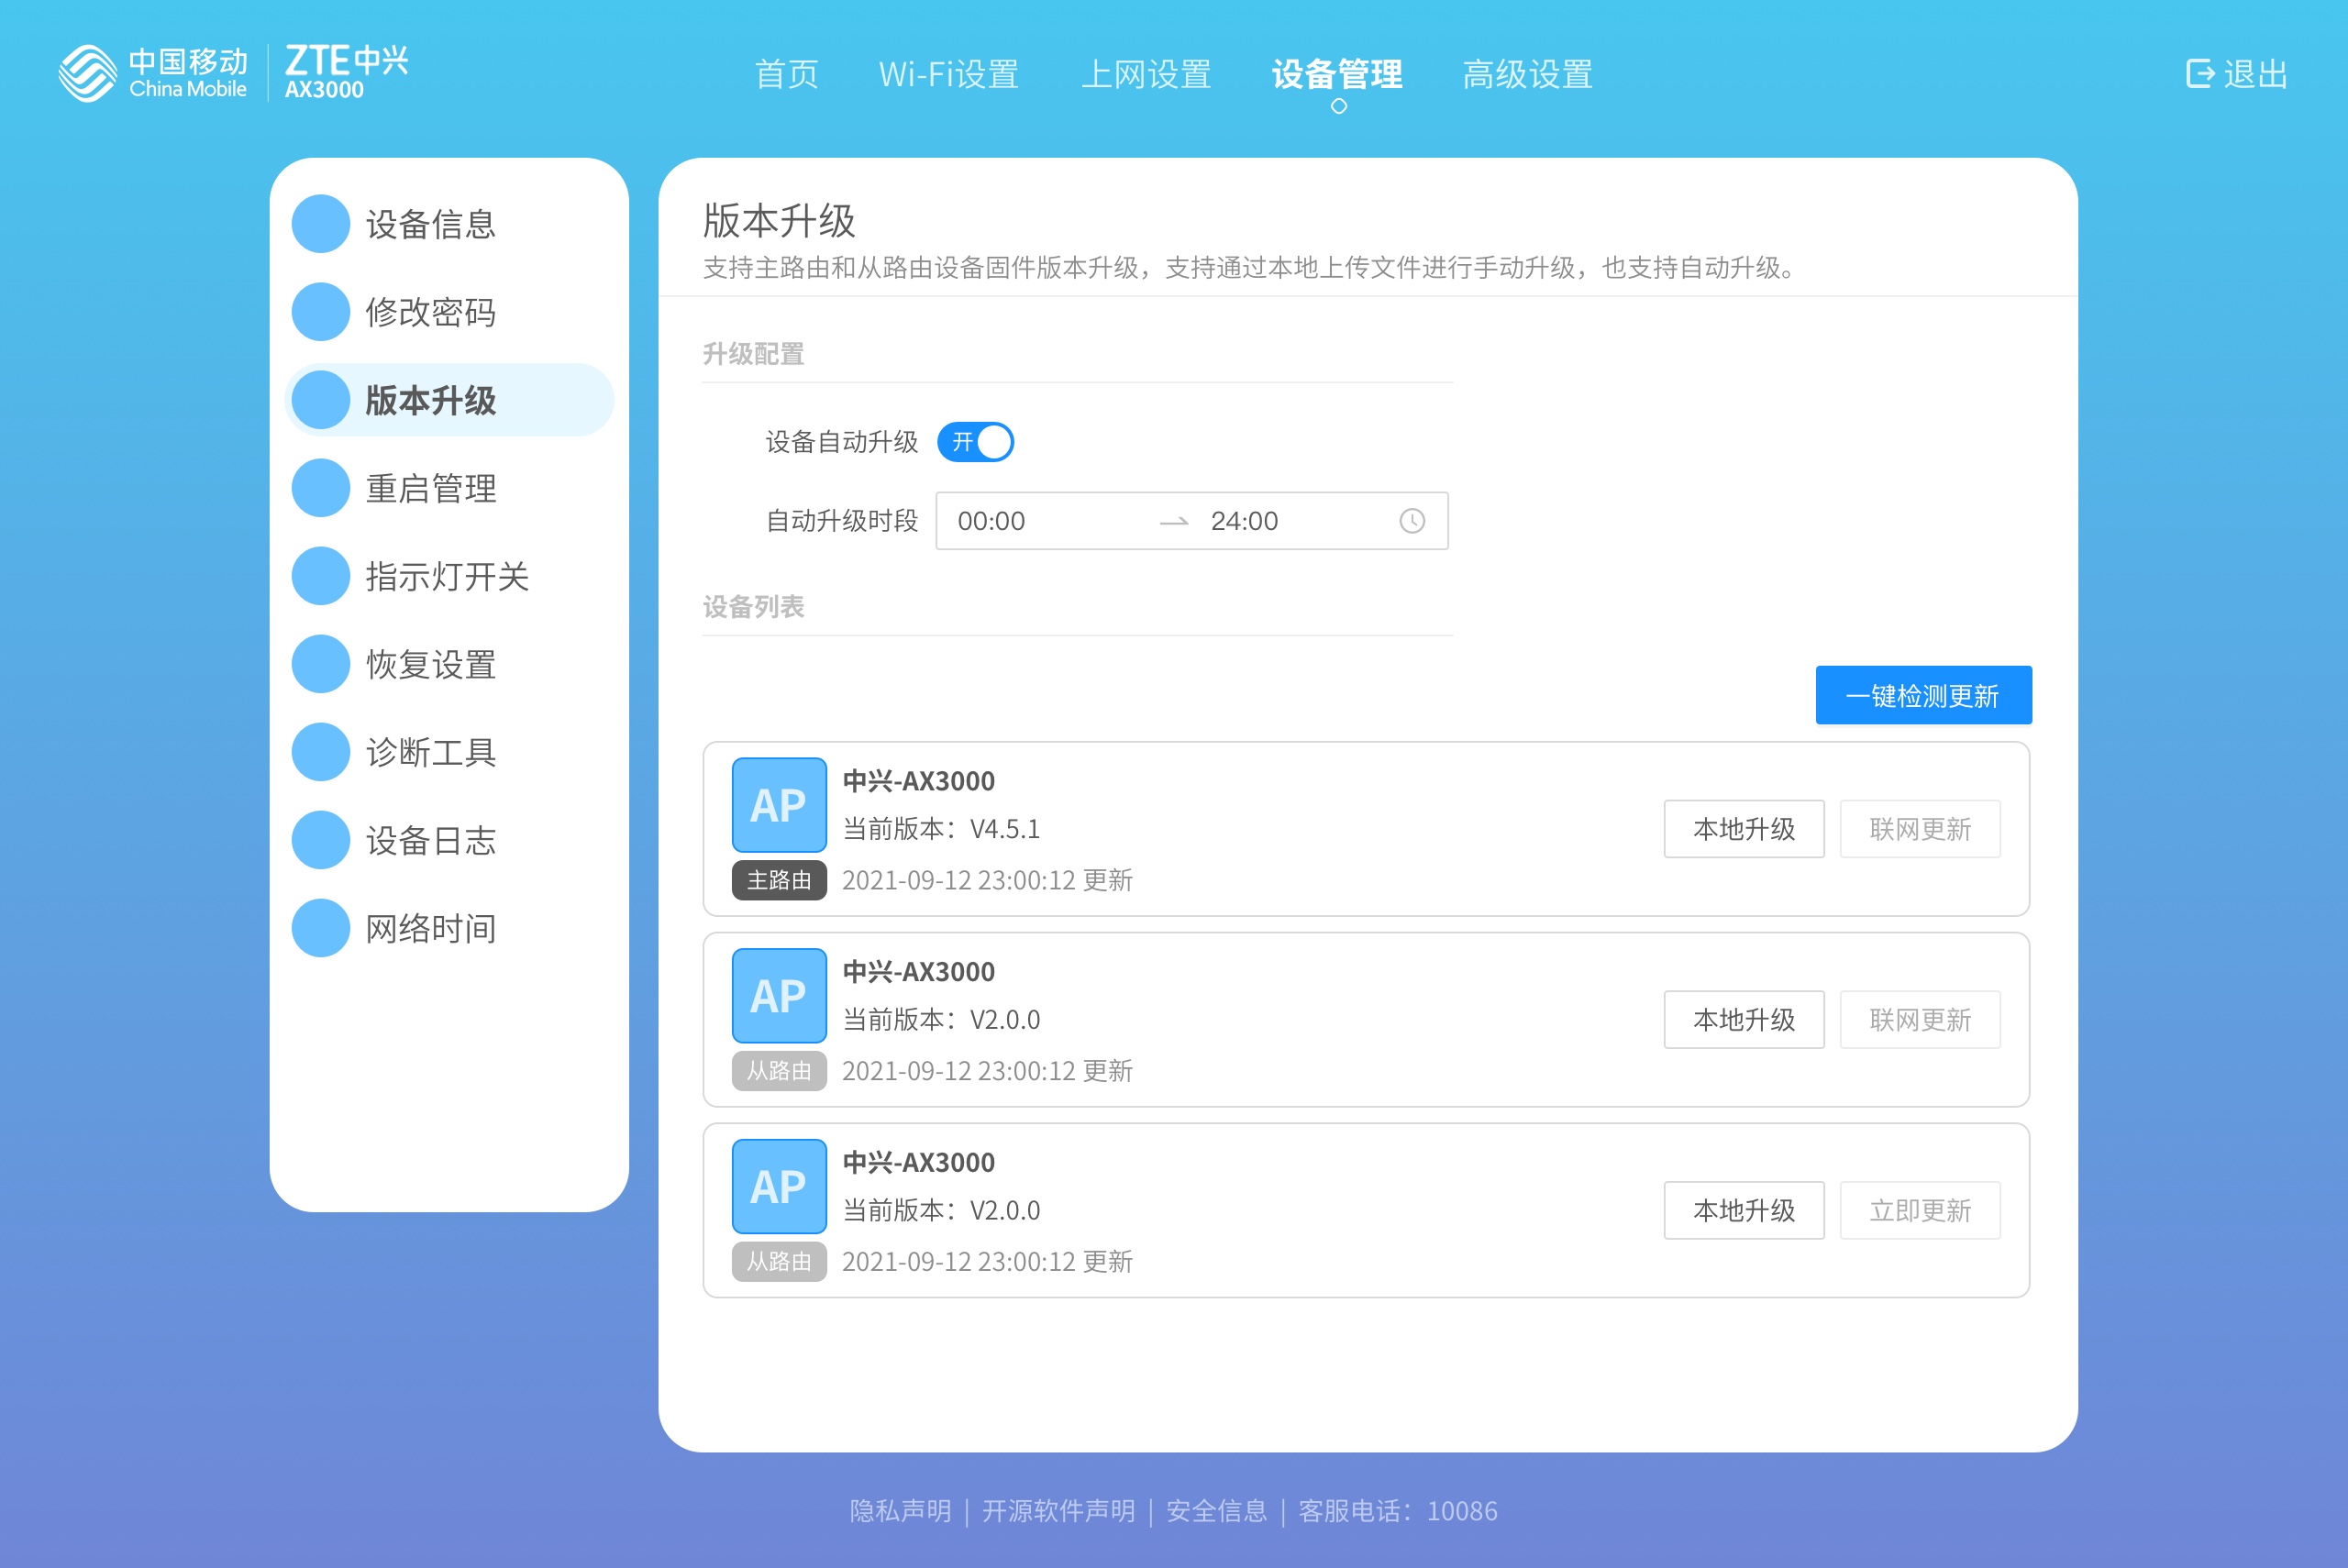 中国移动
China Mobile
ZTE中兴
AX3000
首页
Wi-Fi设置
上网设置
设备管理
高级设置
退出
设备信息
修改密码
版本升级
重启管理
指示灯开关
恢复设置
诊断工具
设备日志
网络时间
版本升级
支持主路由和从路由设备固件版本升级，支持通过本地上传文件进行手动升级，也支持自动升级。
升级配置
设备自动升级 开
自动升级时段 00:00 24:00
设备列表
一键检测更新
AP
主路由
中兴-AX3000
当前版本：V4.5.1
2021-09-12 23:00:12 更新
本地升级
联网更新
AP
从路由
中兴-AX3000
当前版本：V2.0.0
2021-09-12 23:00:12 更新
本地升级
联网更新
AP
从路由
中兴-AX3000
当前版本：V2.0.0
2021-09-12 23:00:12 更新
本地升级
立即更新
隐私声明 | 开源软件声明 | 安全信息 | 客服电话：10086